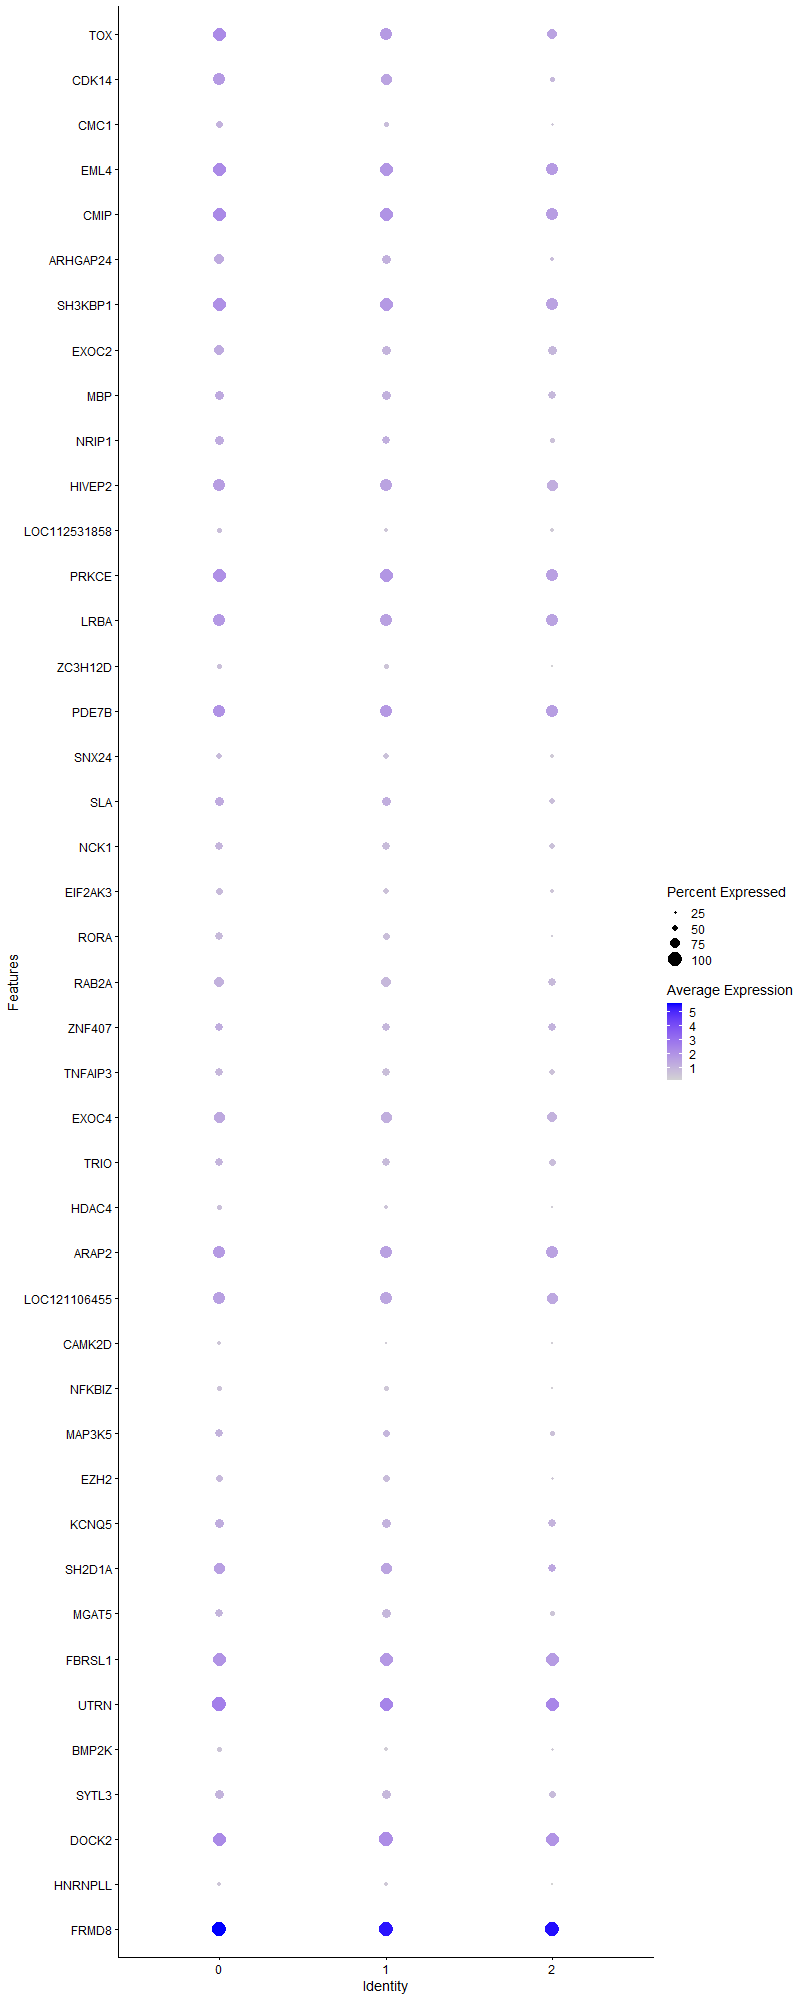 TOX
CDK14
CMC1
EML4
CMIP
ARHGAP24
SH3KBP1
EXOC2
MBP
NRIP1
HIVEP2
LOC112531858
PRKCE
LRBA
ZC3H12D
PDE7B
SNX24
SLA
NCK1
EIF2AK3
RORA
RAB2A
ZNF407
TNFAIP3
EXOC4
TRIO
HDAC4
ARAP2
LOC121106455
CAMK2D
NFKBIZ
MAP3K5
EZH2
KCNQ5
SH2D1A
MGAT5
FBRSL1
UTRN
BMP2K
SYTL3
DOCK2
HNRNPLL
FRMD8
Features
0 1 2
Identity
Percent Expressed
25
50
75
100
Average Expression
5
4
3
2
1